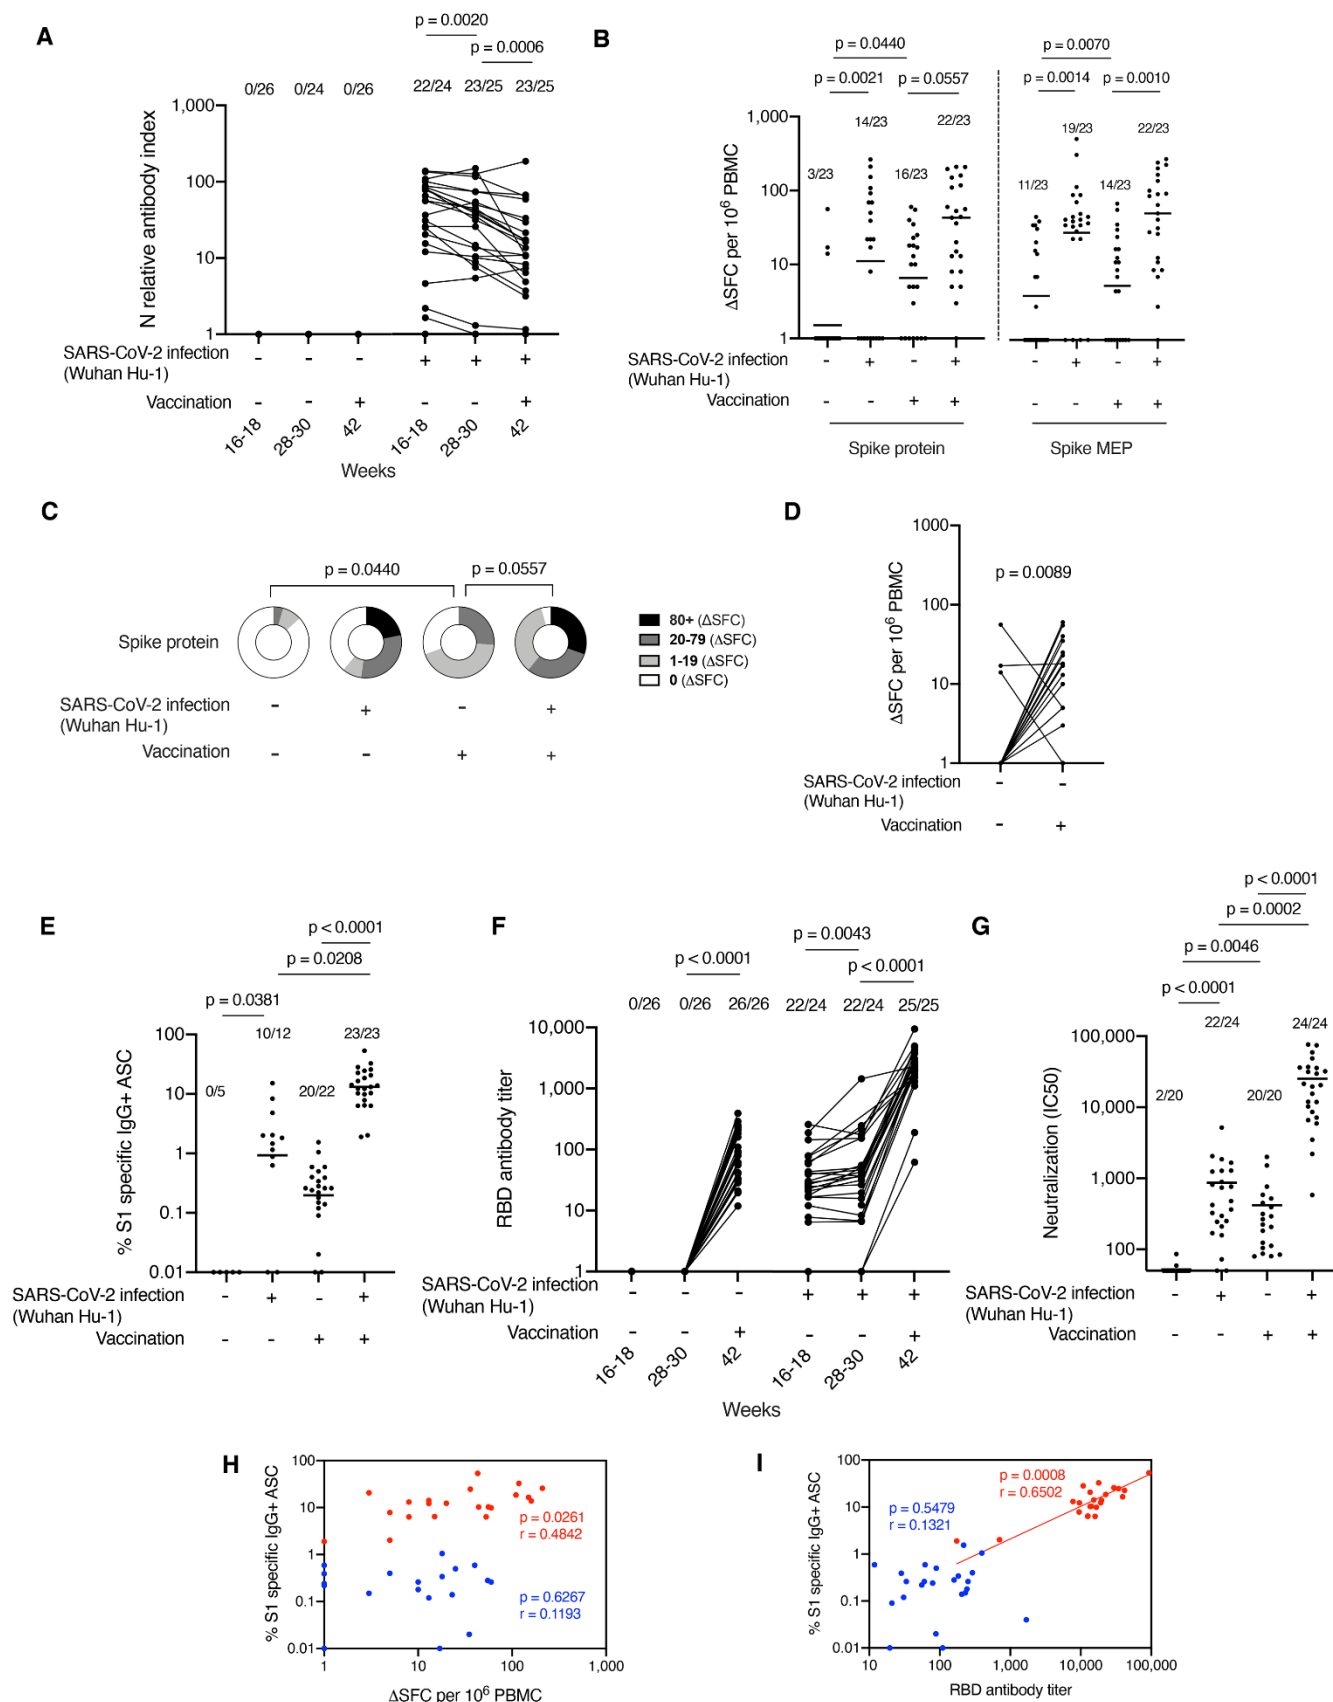 A
p = 0.0020
p = 0.0006
0/26 0/24 0/26 22/24 23/25 23/25
1,000
100
10
1
N relative antibody index
SARS-CoV-2 infection - - - + + +
(Wuhan Hu-1)
Vaccination - - + - - +
16-18 28-30 42 16-18 28-30 42
Weeks
B
p = 0.0440
p = 0.0070
p = 0.0021 p = 0.0557 p = 0.0014 p = 0.0010
3/23 14/23 16/23 22/23 11/23 19/23 14/23 22/23
1,000
100
10
1
ΔSFC per 10⁶ PBMC
SARS-CoV-2 infection - + - + - + - +
(Wuhan Hu-1)
Vaccination - - + + - - + +
Spike protein Spike MEP
C
p = 0.0440 p = 0.0557
Spike protein
80+ (ΔSFC)
20-79 (ΔSFC)
1-19 (ΔSFC)
0 (ΔSFC)
SARS-CoV-2 infection - + - +
(Wuhan Hu-1)
Vaccination - - + +
D
p = 0.0089
1000
100
10
1
ΔSFC per 10⁶ PBMC
SARS-CoV-2 infection - -
(Wuhan Hu-1)
Vaccination - +
E
p < 0.0001
p = 0.0208
p = 0.0381
0/5 10/12 20/22 23/23
100
10
1
0.1
0.01
% S1 specific IgG+ ASC
SARS-CoV-2 infection - + - +
(Wuhan Hu-1)
Vaccination - - + +
F
p = 0.0043
p < 0.0001 p < 0.0001
0/26 0/26 26/26 22/24 22/24 25/25
10,000
1,000
100
10
1
RBD antibody titer
SARS-CoV-2 infection - - - + + +
(Wuhan Hu-1)
Vaccination - - + - - +
16-18 28-30 42 16-18 28-30 42
Weeks
G
p < 0.0001
p = 0.0002
p = 0.0046
p < 0.0001
2/20 22/24 20/20 24/24
100,000
10,000
1,000
100
Neutralization (IC50)
SARS-CoV-2 infection - + - +
(Wuhan Hu-1)
Vaccination - - + +
H
100
10
1
0.1
0.01
% S1 specific IgG+ ASC
p = 0.0261
r = 0.4842
p = 0.6267
r = 0.1193
1 10 100 1,000
ΔSFC per 10⁶ PBMC
I
100
10
1
0.1
0.01
% S1 specific IgG+ ASC
p = 0.0008
r = 0.6502
p = 0.5479
r = 0.1321
10 100 1,000 10,000 100,000
RBD antibody titer